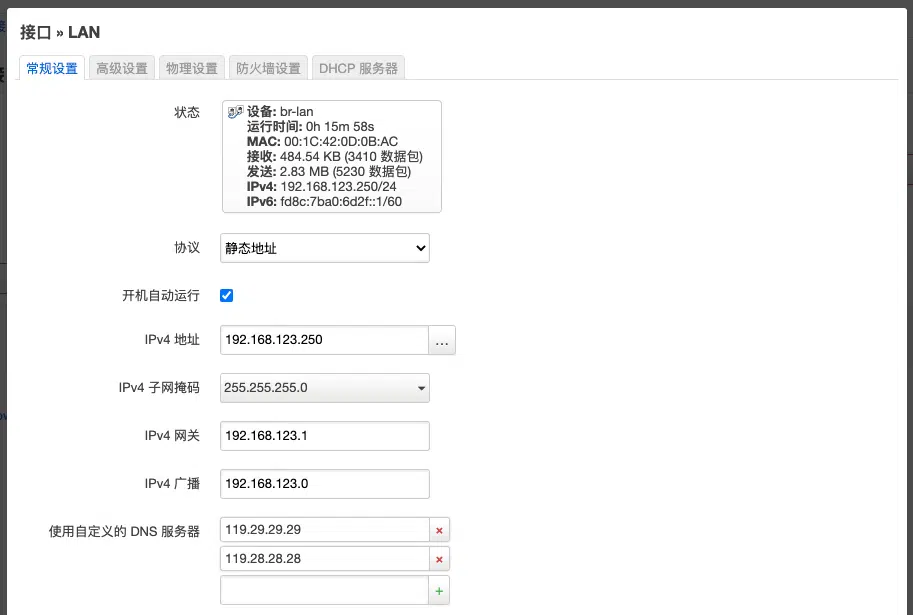 接口 » LAN
常规设置 高级设置 物理设置 防火墙设置 DHCP 服务器
状态
设备: br-lan
运行时间: 0h 15m 58s
MAC: 00:1C:42:0D:0B:AC
接收: 484.54 KB (3410 数据包)
发送: 2.83 MB (5230 数据包)
IPv4: 192.168.123.250/24
IPv6: fd8c:7ba0:6d2f::1/60
协议 静态地址
开机自动运行
IPv4 地址 192.168.123.250 ...
IPv4 子网掩码 255.255.255.0
IPv4 网关 192.168.123.1
IPv4 广播 192.168.123.0
使用自定义的 DNS 服务器 119.29.29.29 ×
119.28.28.28 ×
+